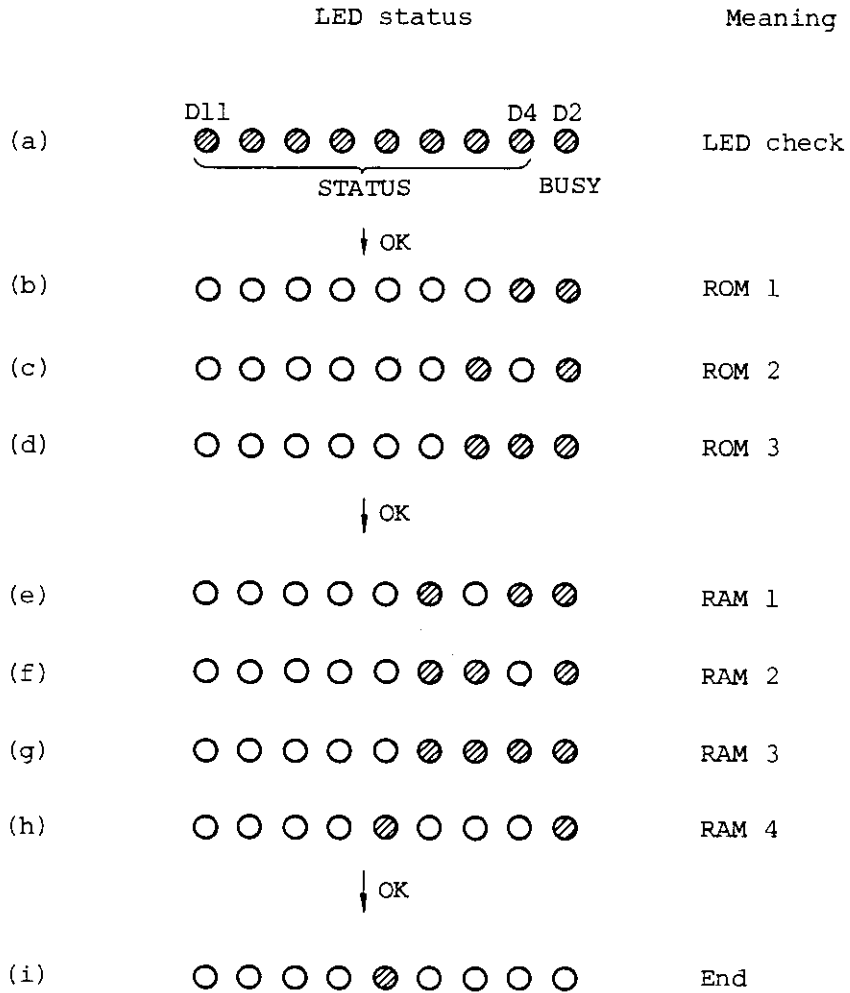 LED status Meaning
D11 D4 D2
(a) LED check
STATUS BUSY
OK
(b) ROM 1
(c) ROM 2
(d) ROM 3
OK
(e) RAM 1
(f) RAM 2
(g) RAM 3
(h) RAM 4
OK
(i) End